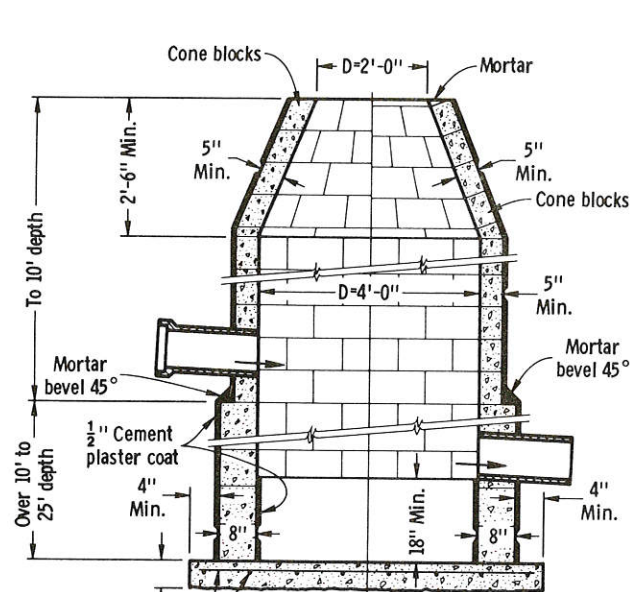 Cone blocks
D=2'-0"
Mortar
2'-6" Min.
5"
Min.
5"
Min.
Cone blocks
To 10' depth
D=4'-0"
5"
Min.
Mortar
bevel 45°
Mortar
bevel 45°
1/2" Cement
plaster coat
Over 10' to
25' depth
4"
Min.
8"
18" Min.
8"
4"
Min.